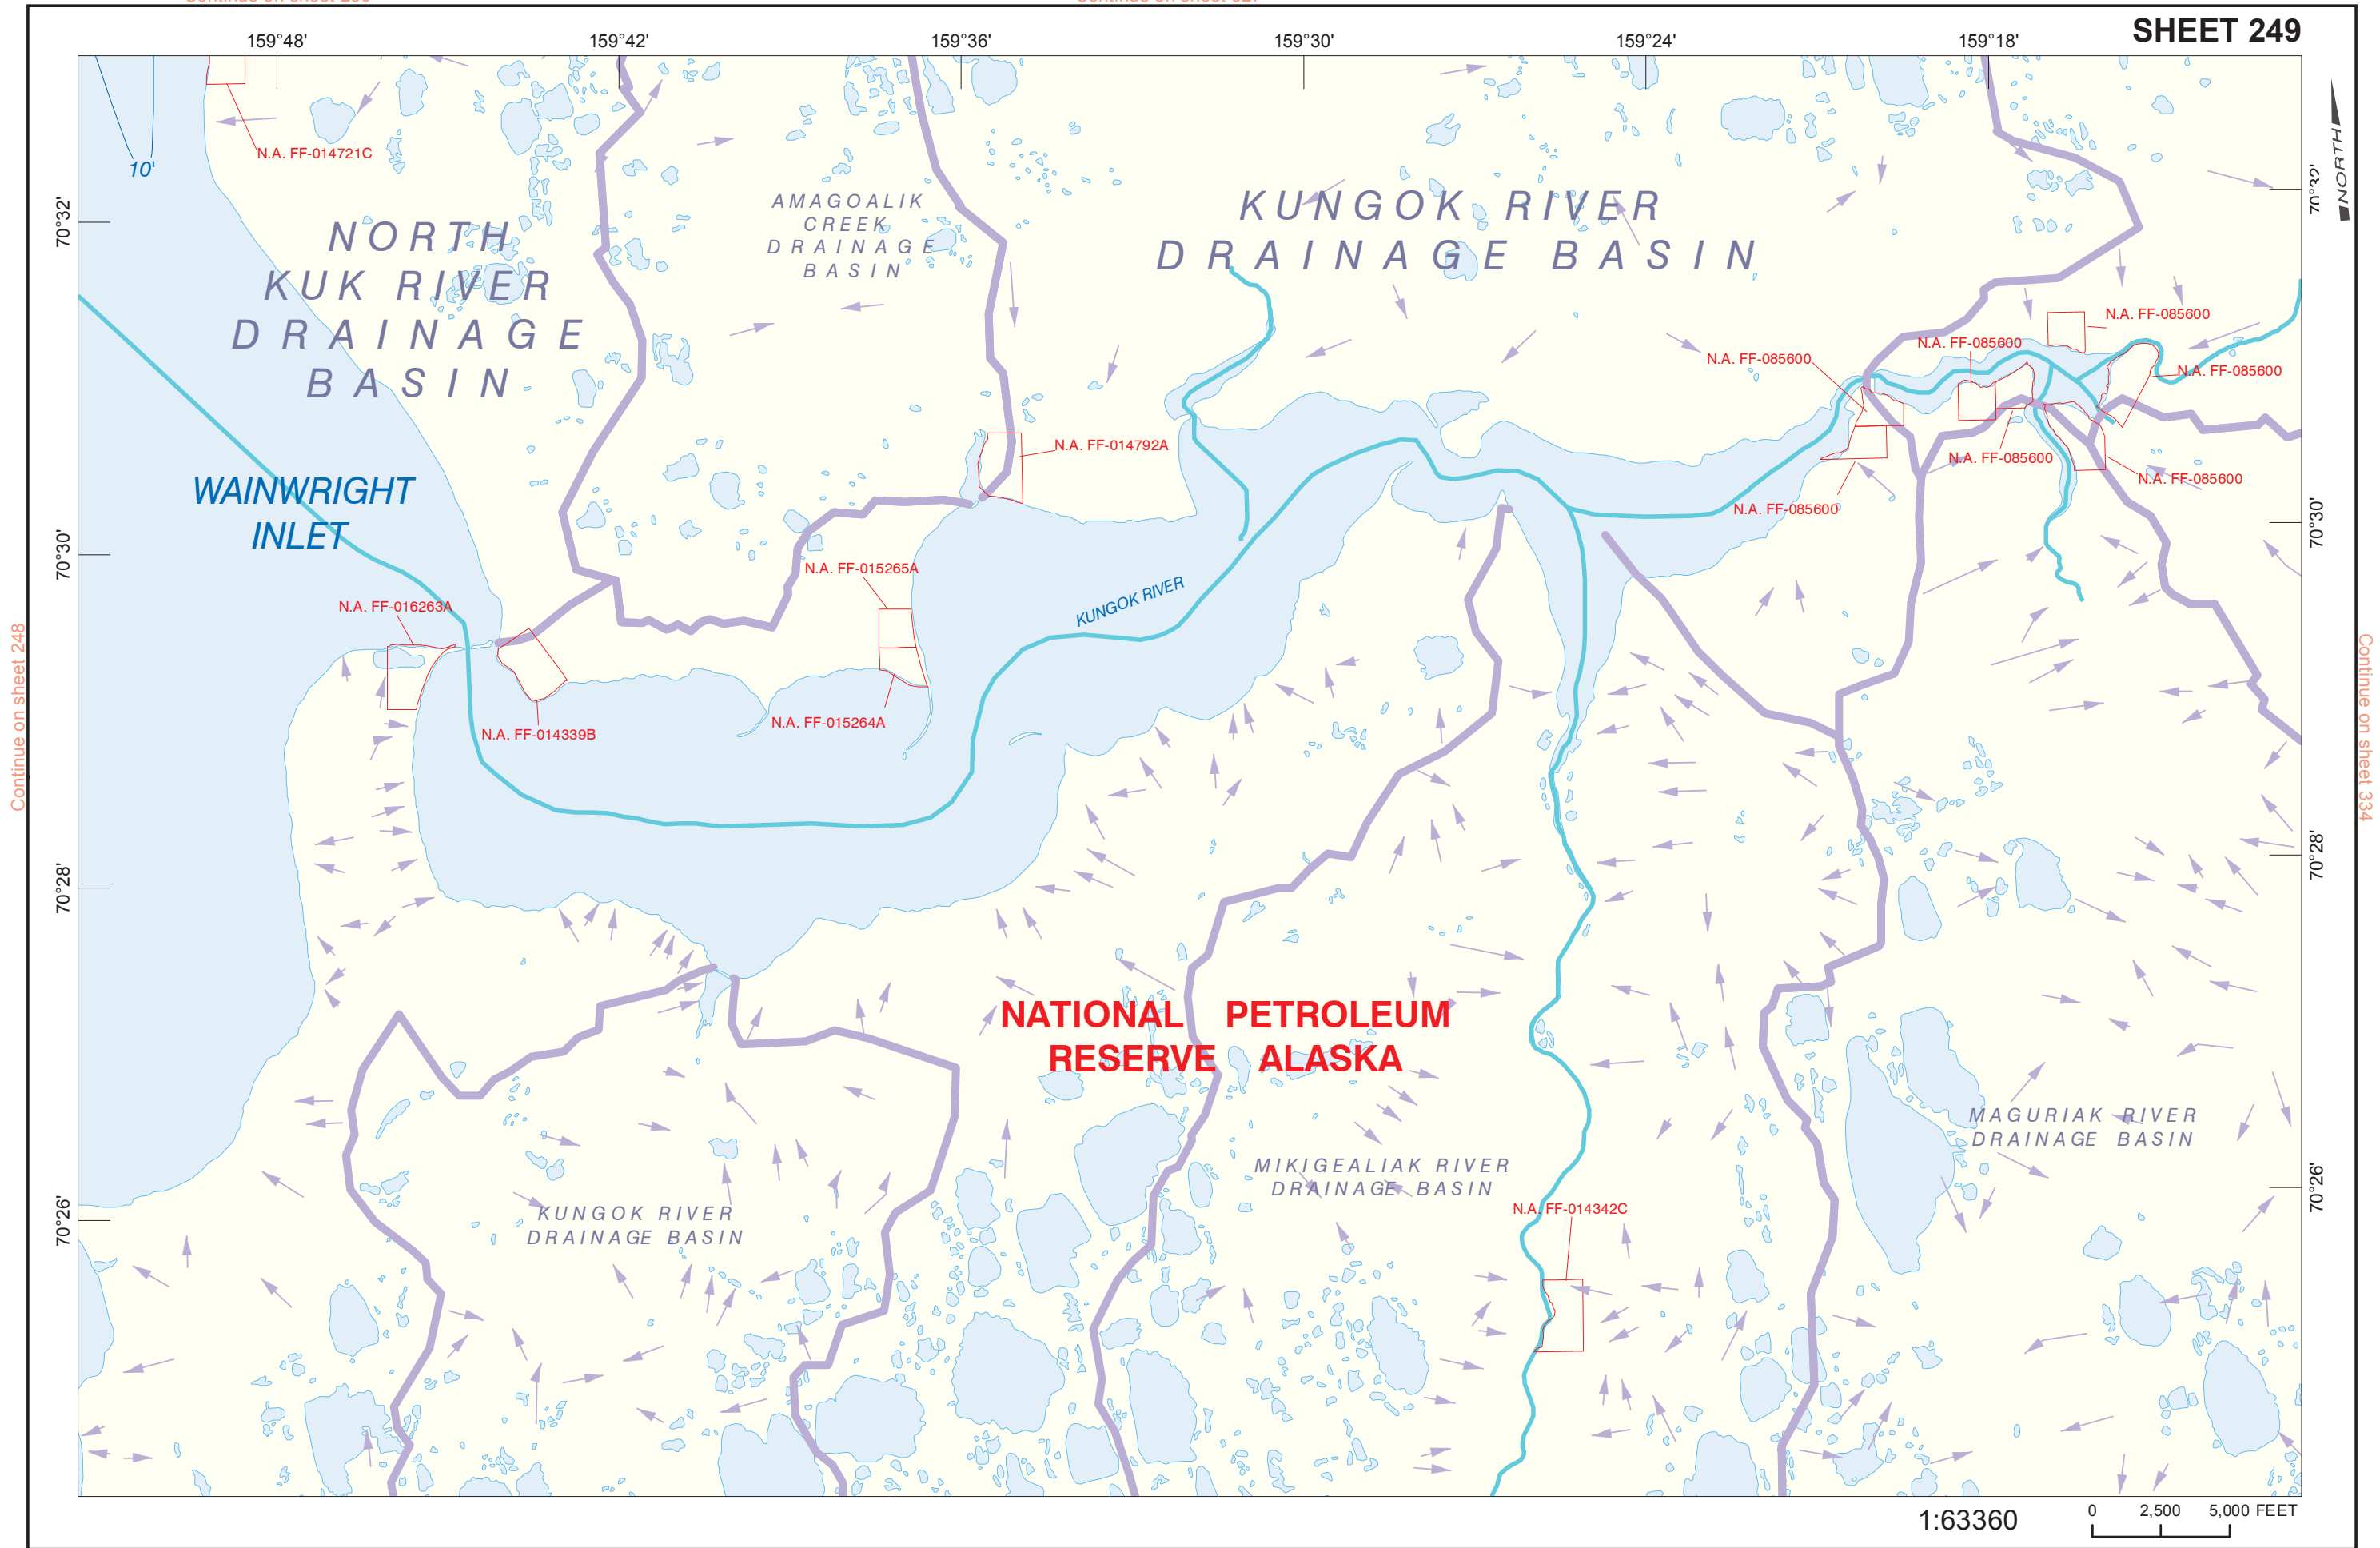 SHEET 249
159°48'
159°42'
159°36'
159°30'
159°24'
159°18'
NORTH
10'
N.A. FF-014721C
70°32'
70°32'
NORTH
KUK RIVER
DRAINAGE
BASIN
AMAGOALIK
CREEK
DRAINAGE
BASIN
KUNGOK RIVER
DRAINAGE BASIN
N.A. FF-085600
N.A. FF-085600
N.A. FF-085600
N.A. FF-085600
N.A. FF-014792A
N.A. FF-085600
N.A. FF-085600
N.A. FF-085600
WAINWRIGHT
INLET
70°30'
70°30'
N.A. FF-015265A
KUNGOK RIVER
N.A. FF-016263A
N.A. FF-015264A
N.A. FF-014339B
Continue on sheet 248
Continue on sheet 334
70°28'
70°28'
NATIONAL PETROLEUM
RESERVE ALASKA
MAGURIAK RIVER
DRAINAGE BASIN
MIKIGEALIAK RIVER
DRAINAGE BASIN
70°26'
70°26'
KUNGOK RIVER
DRAINAGE BASIN
N.A. FF-014342C
1:63360
0 2,500 5,000 FEET